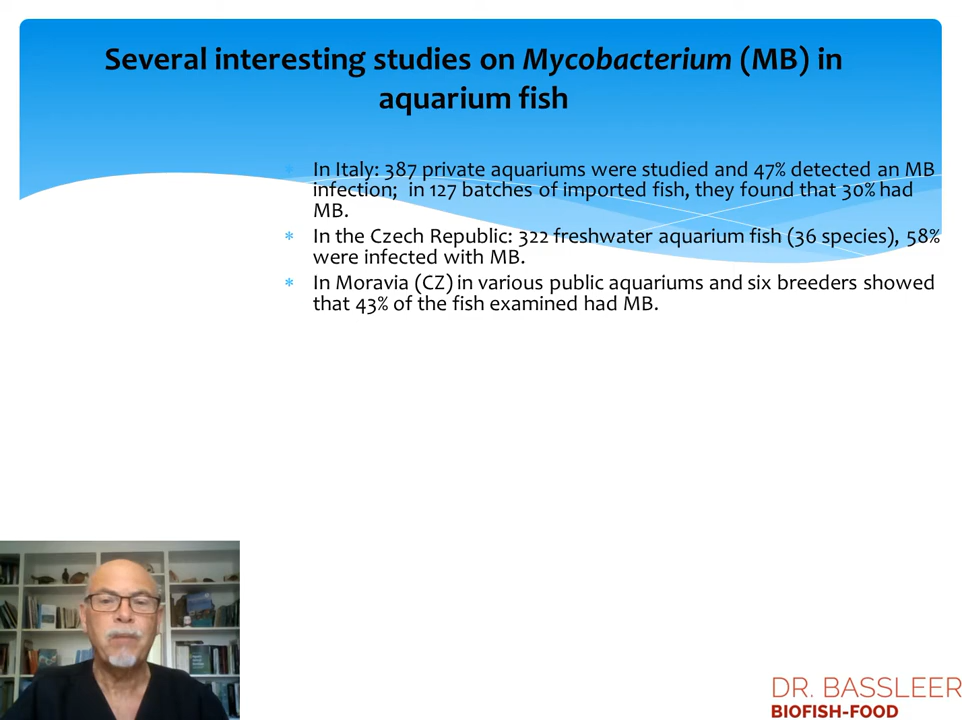 Several interesting studies on Mycobacterium (MB) in
aquarium fish
In Italy: 387 private aquariums were studied and 47% detected an MB
infection;  in 127 batches of imported fish, they found that 30% had
MB.
* In the Czech Republic: 322 freshwater aquarium fish (36 species), 58%
were infected with MB.
* In Moravia (CZ) in various public aquariums and six breeders showed
that 43% of the fish examined had MB.
DR. BASSLEER
BIOFISH-FOOD